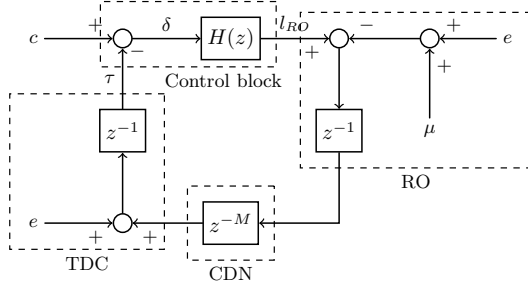 c + − δ H(z) l_RO + − + e
τ Control block +
z^{-1} z^{-1} μ
RO
e + + z^{-M}
TDC CDN